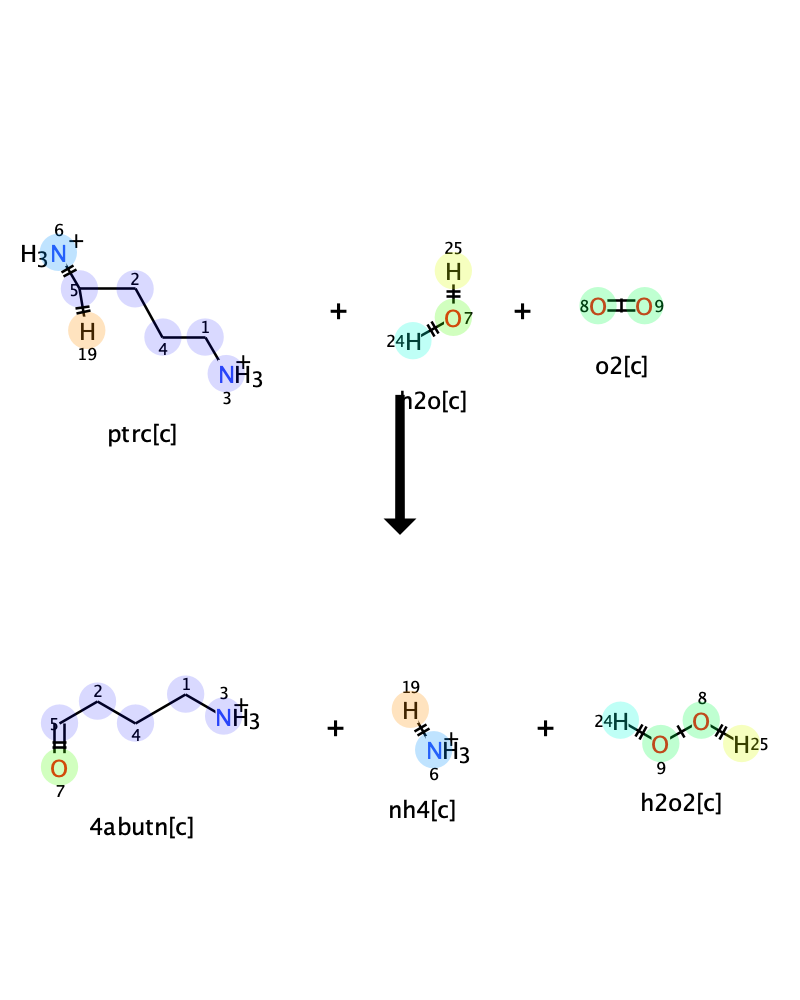 6
H3N+
5
2
H
19
4
1
NH3+
3
ptrc[c]
+
25
H
24H
O7
h2o[c]
+
8O
O9
o2[c]
5
2
4
1
3
NH3+
O
7
4abutn[c]
+
19
H
NH3+
6
nh4[c]
+
24H
O
9
8
O
H25
h2o2[c]